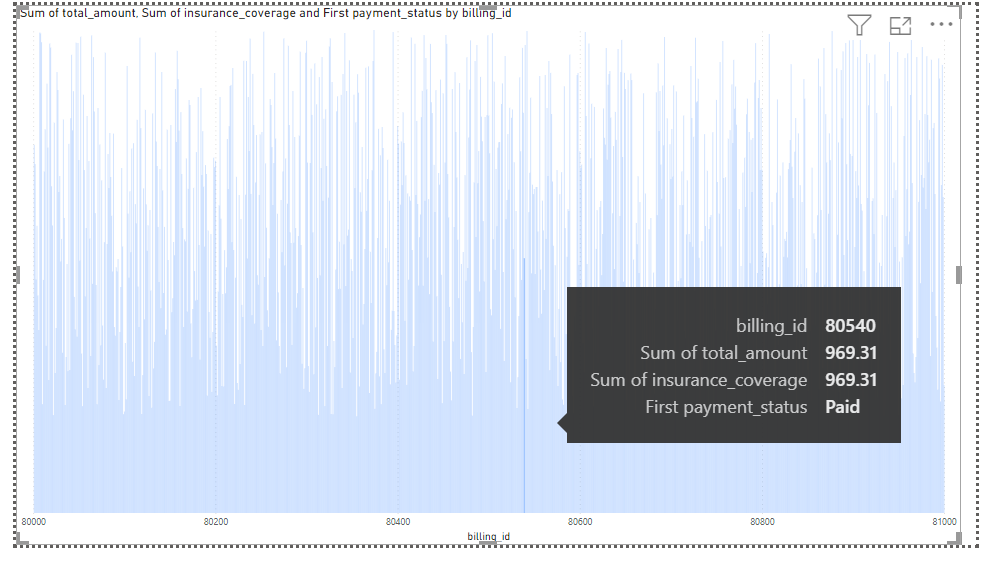 Sum of total_amount, Sum of insurance_coverage and First payment_status by billing_id
billing_id 80540
Sum of total_amount 969.31
Sum of insurance_coverage 969.31
First payment_status Paid
80000 80200 80400 80600 80800 81000
billing_id